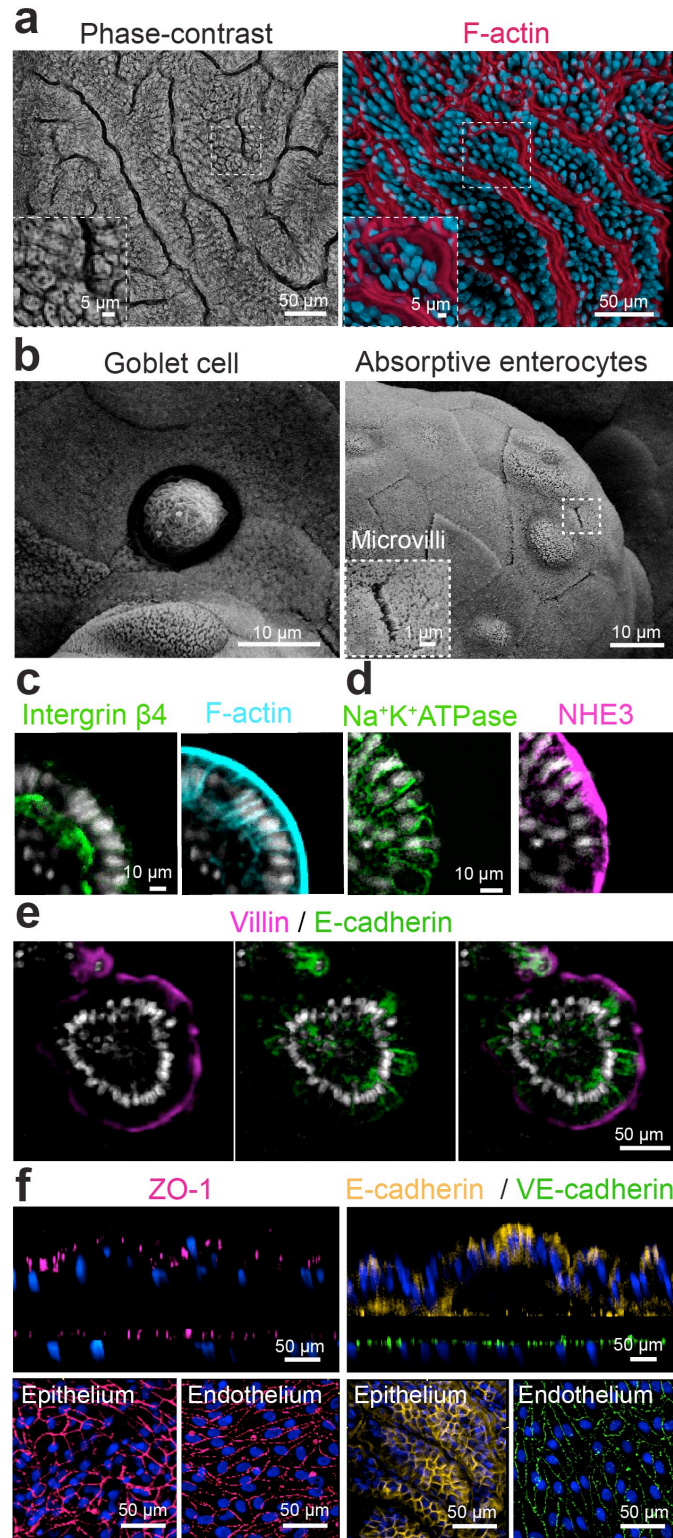 a
Phase-contrast
F-actin
5 µm
50 µm
5 µm
50 µm
b
Goblet cell
Absorptive enterocytes
10 µm
Microvilli
1 µm
10 µm
c
Intergrin β4
F-actin
10 µm
d
Na⁺K⁺ATPase
NHE3
10 µm
e
Villin / E-cadherin
50 µm
f
ZO-1
E-cadherin / VE-cadherin
50 µm
50 µm
Epithelium
Endothelium
Epithelium
Endothelium
50 µm
50 µm
50 µm
50 µm